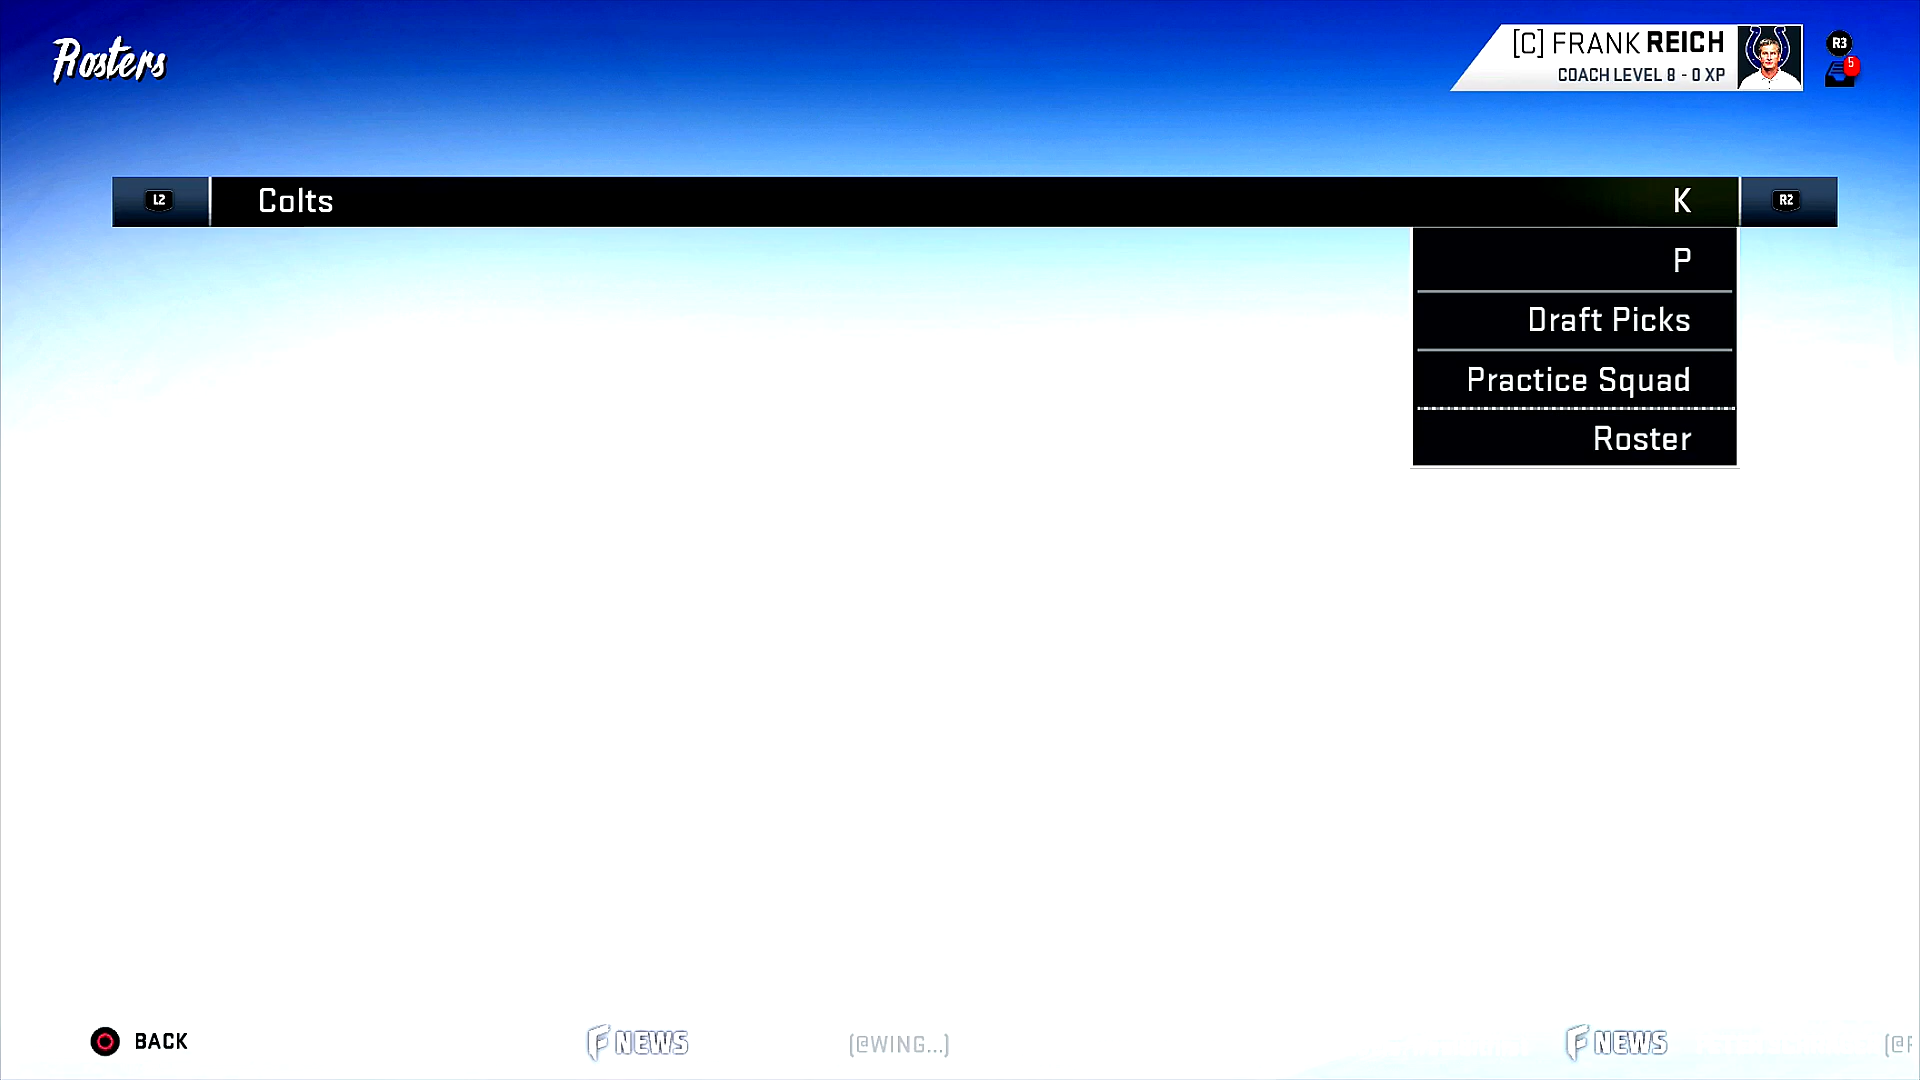 Rosters
[C] FRANK REICH
COACH LEVEL 8 - 0 XP
R3
5
L2
Colts
K
R2
P
Draft Picks
Practice Squad
Roster
BACK
F NEWS
(@WING...)
F NEWS